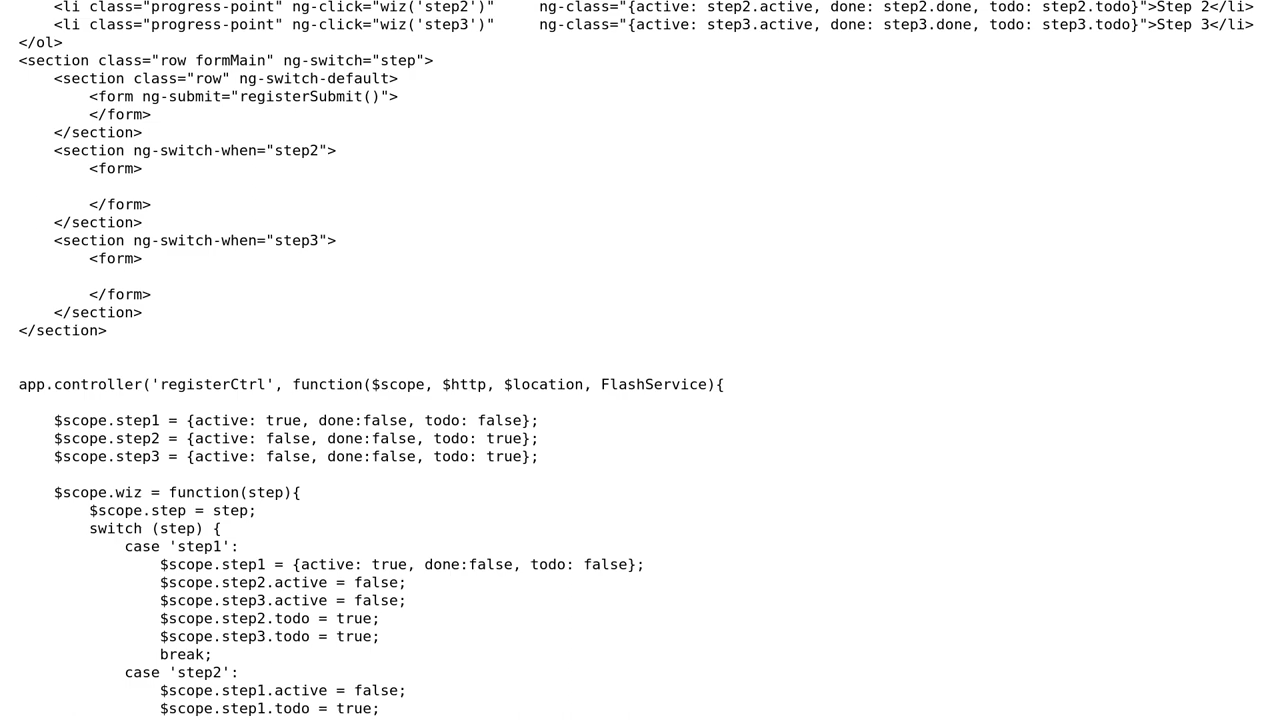 <li class="progress-point" ng-click="wiz('step2')"     ng-class="{active: step2.active, done: step2.done, todo: step2.todo}">Step 2</li>
    <li class="progress-point" ng-click="wiz('step3')"     ng-class="{active: step3.active, done: step3.done, todo: step3.todo}">Step 3</li>
</ol>
<section class="row formMain" ng-switch="step">
    <section class="row" ng-switch-default>
        <form ng-submit="registerSubmit()">
        </form>
    </section>
    <section ng-switch-when="step2">
        <form>

        </form>
    </section>
    <section ng-switch-when="step3">
        <form>

        </form>
    </section>
</section>


app.controller('registerCtrl', function($scope, $http, $location, FlashService){

    $scope.step1 = {active: true, done:false, todo: false};
    $scope.step2 = {active: false, done:false, todo: true};
    $scope.step3 = {active: false, done:false, todo: true};

    $scope.wiz = function(step){
        $scope.step = step;
        switch (step) {
            case 'step1':
                $scope.step1 = {active: true, done:false, todo: false};
                $scope.step2.active = false;
                $scope.step3.active = false;
                $scope.step2.todo = true;
                $scope.step3.todo = true;
                break;
            case 'step2':
                $scope.step1.active = false;
                $scope.step1.todo = true;